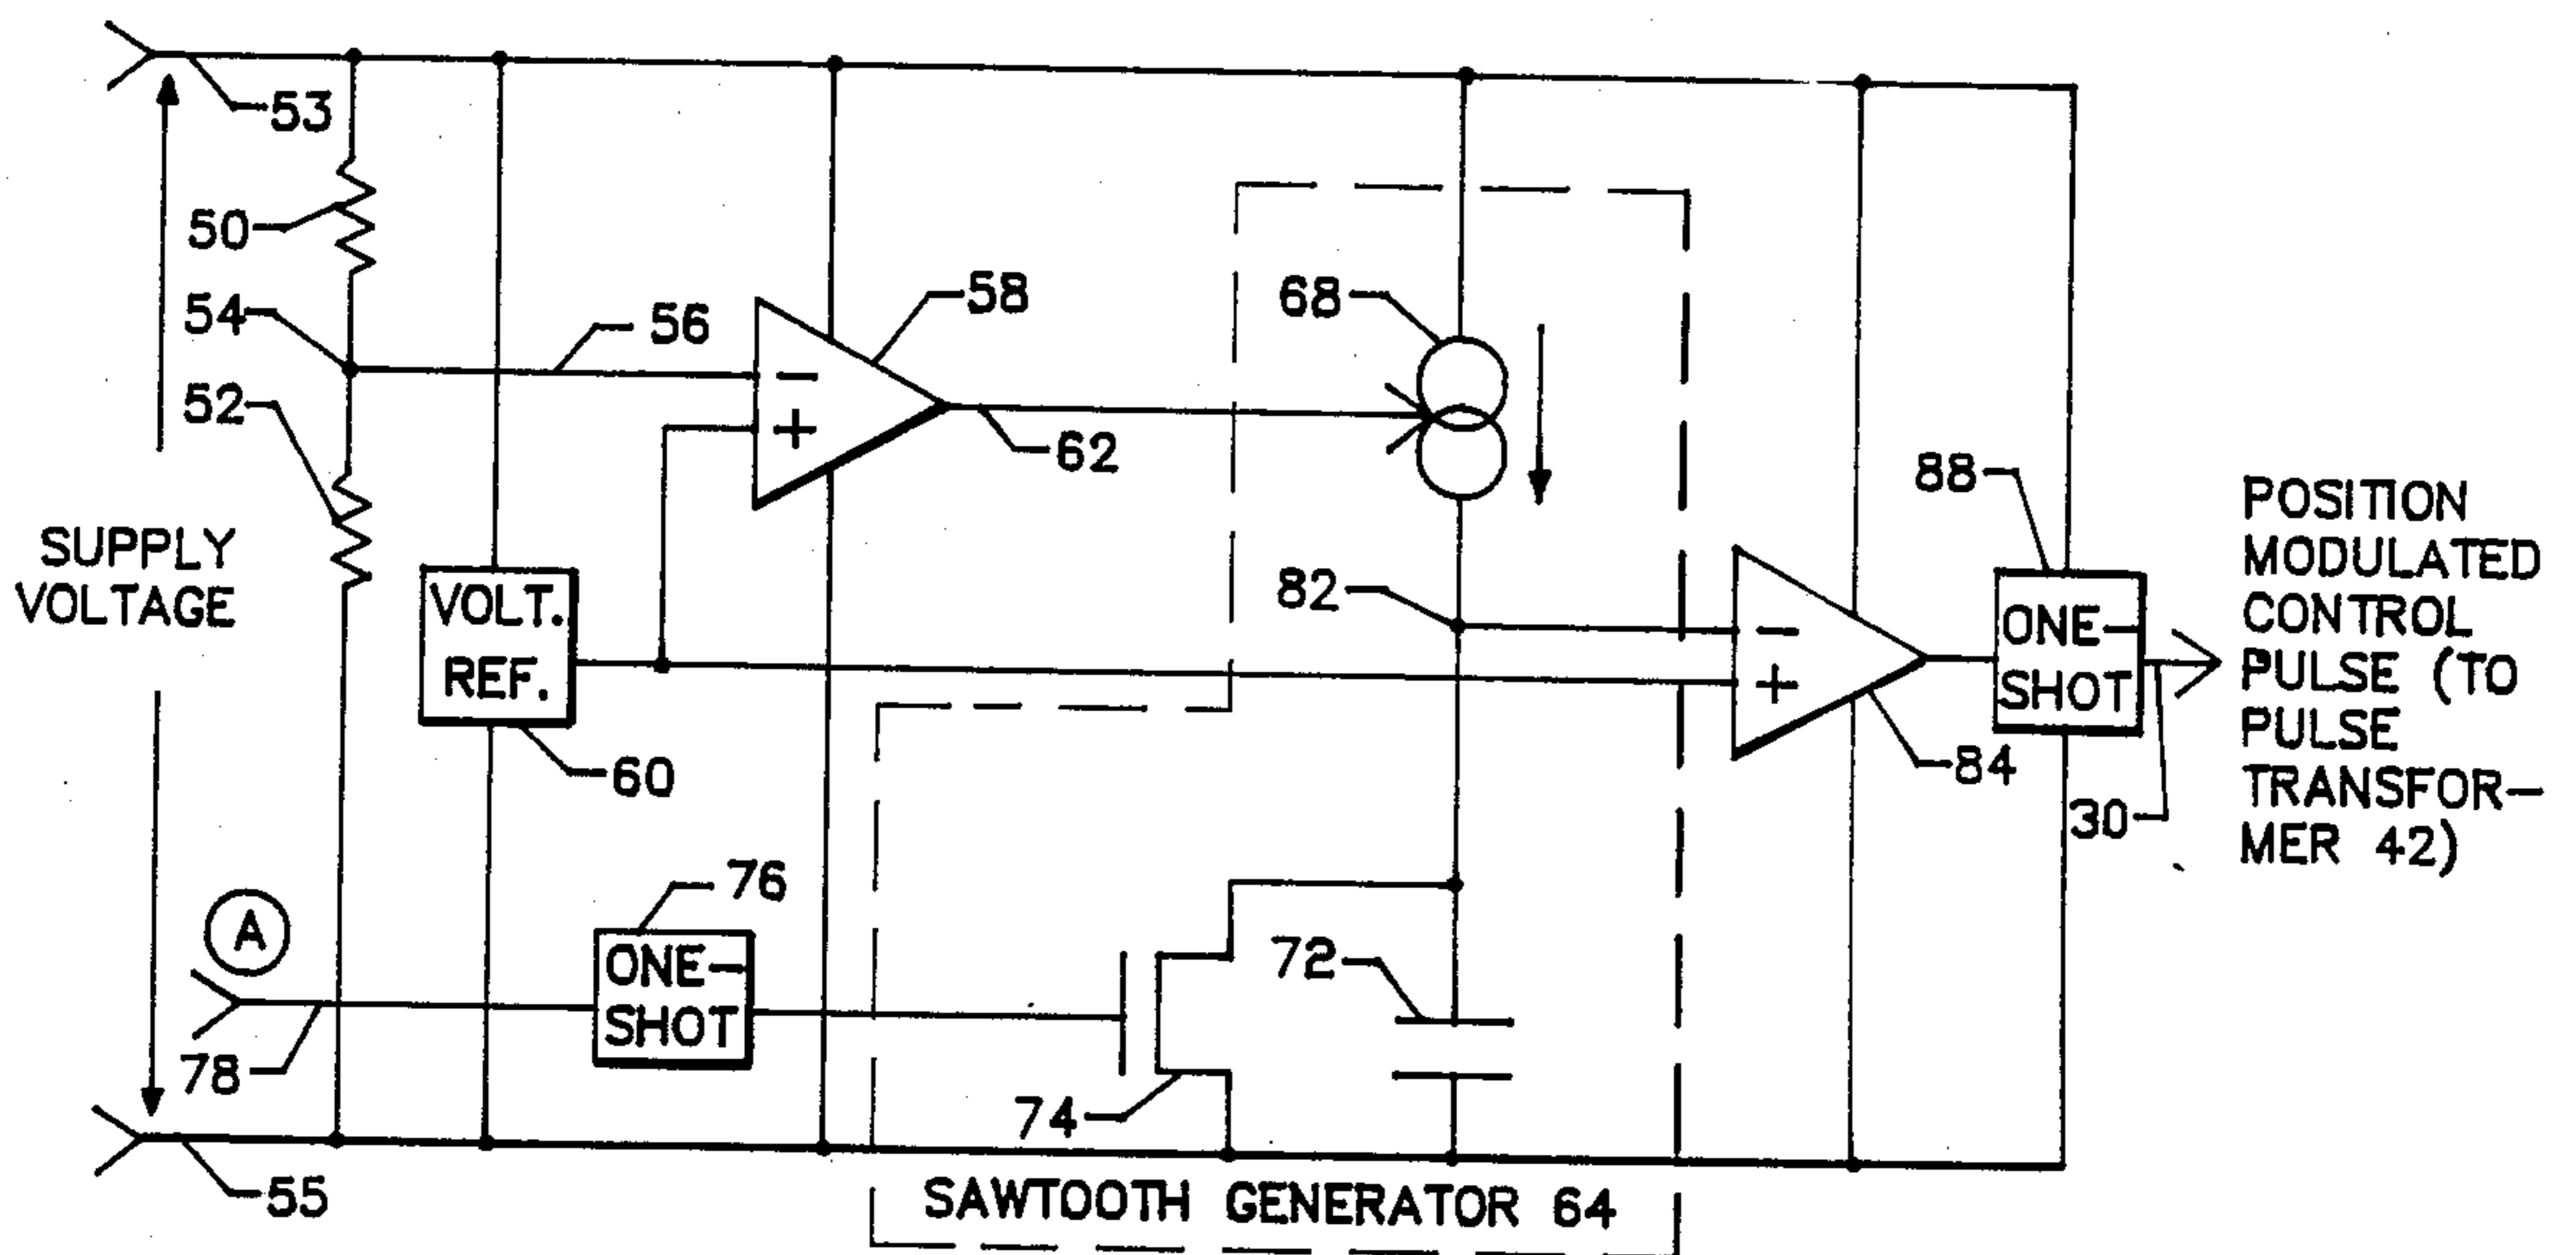 53
50
54
56
58
68
52
62
88
SUPPLY
VOLTAGE
VOLT.
REF.
60
82
−
+
−
+
84
ONE-
SHOT
30
POSITION
MODULATED
CONTROL
PULSE (TO
PULSE
TRANSFOR-
MER 42)
A
76
ONE-
SHOT
78
74
72
55
SAWTOOTH GENERATOR 64